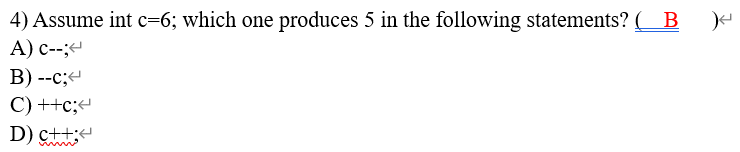 4) Assume int c=6; which one produces 5 in the following statements? (   B   )↵
A) c--;↵
B) --c;↵
C) ++c;↵
D) c++;↵